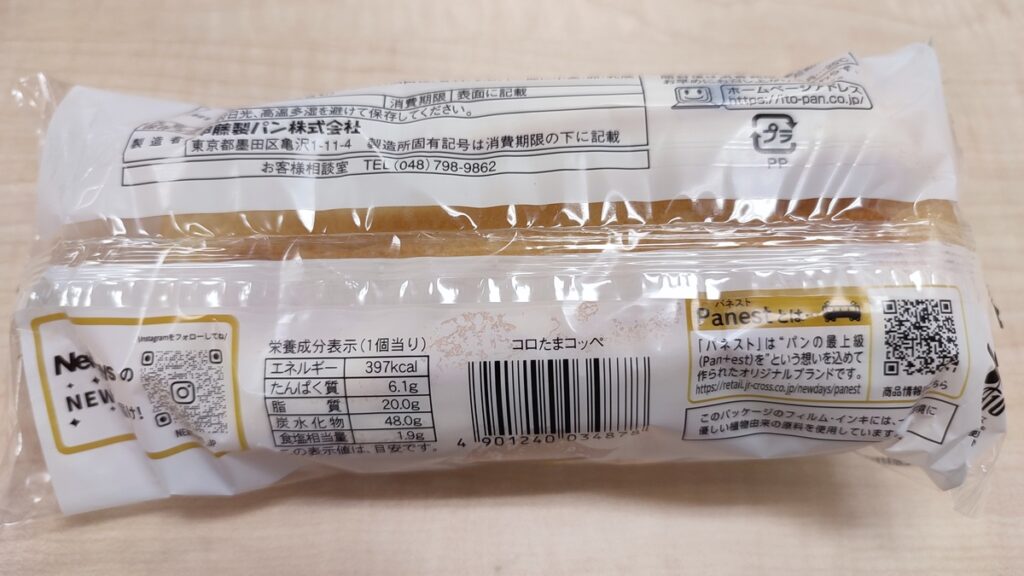 消費期限 表面に記載
日光、高温多湿を避けて保存してください。
製造者
製パン株式会社
東京都墨田区亀沢1-11-4 製造所固有記号は消費期限の下に記載
お客様相談室 TEL(048)798-9862
ホームページアドレス
https://ito-pan.co.jp/
プラ
PP
Instagramをフォローしてね/
の
NEW
栄養成分表示(1個当り)
エネルギー 397kcal
たんぱく質 6.1g
脂 質 20.0g
炭水化物 48.0g
食塩相当量 1.9g
この表示値は、目安です。
コロたまコッペ
4 901240 034878
パネスト
Panestとは
「パネスト」は"パンの最上級
(Pan+est)を"という想いを込めて
作られたオリジナルブランドです。
https://retail.jr-cross.co.jp/newdays/panest
商品情報
このパッケージのフィルム・インキには、環境に
優しい植物由来の原料を使用しています